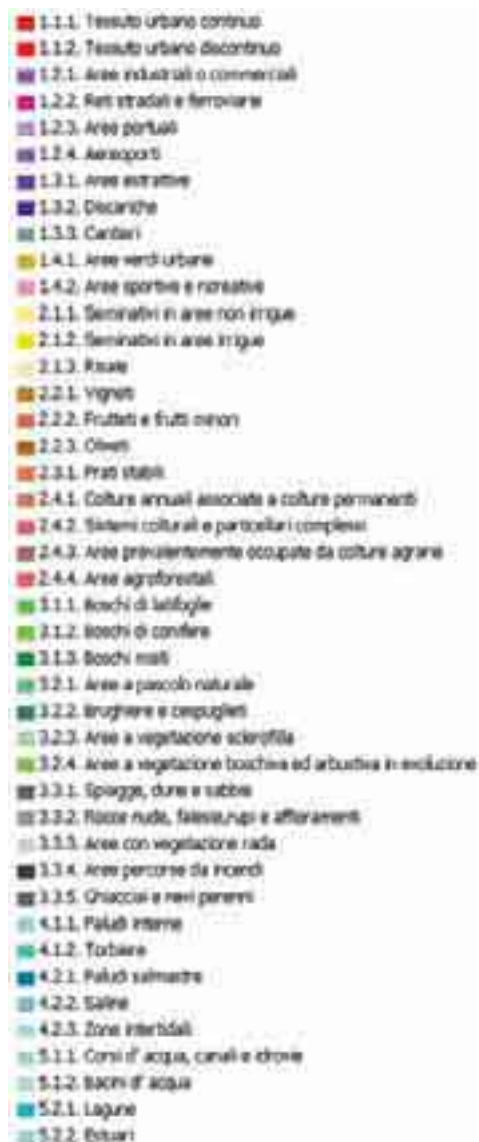 1.1.1. Tessuto urbano continuo
1.1.2. Tessuto urbano discontinuo
1.2.1. Aree industriali o commerciali
1.2.2. Reti stradali e ferroviarie
1.2.3. Aree portuali
1.2.4. Aereoporti
1.3.1. Aree estrattive
1.3.2. Discariche
1.3.3. Cantieri
1.4.1. Aree verdi urbane
1.4.2. Aree sportive e ricreative
2.1.1. Seminativi in aree non irrigue
2.1.2. Seminativi in aree irrigue
2.1.3. Risaie
2.2.1. Vigneti
2.2.2. Frutteti e frutti minori
2.2.3. Oliveti
2.3.1. Prati stabili
2.4.1. Colture annuali associate a colture permanenti
2.4.2. Sistemi colturali e particellari complessi
2.4.3. Aree prevalentemente occupate da colture agrarie
2.4.4. Aree agroforestali
3.1.1. Boschi di latifoglie
3.1.2. Boschi di conifere
3.1.3. Boschi misti
3.2.1. Aree a pascolo naturale
3.2.2. Brughiere e cespuglieti
3.2.3. Aree a vegetazione sclerofilla
3.2.4. Aree a vegetazione boschiva ed arbustiva in evoluzione
3.3.1. Spiagge, dune e sabbie
3.3.2. Rocce nude, falesie,rupi e affioramenti
3.3.3. Aree con vegetazione rada
3.3.4. Aree percorse da incendi
3.3.5. Ghiacciai e nevi perenni
4.1.1. Paludi interne
4.1.2. Torbiere
4.2.1. Paludi salmastre
4.2.2. Saline
4.2.3. Zone intertidali
5.1.1. Corsi d' acqua, canali e idrovie
5.1.2. Bacini d' acqua
5.2.1. Lagune
5.2.2. Estuari